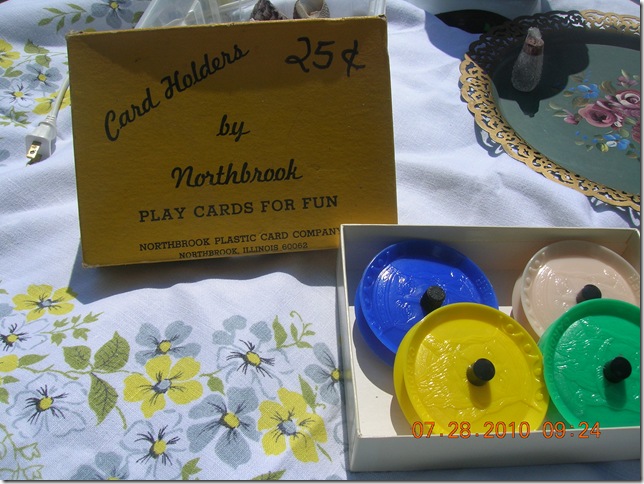 Card Holders
25¢
by
Northbrook
PLAY CARDS FOR FUN
NORTHBROOK PLASTIC CARD COMPANY
NORTHBROOK, ILLINOIS 60062
07.28.2010 09:24